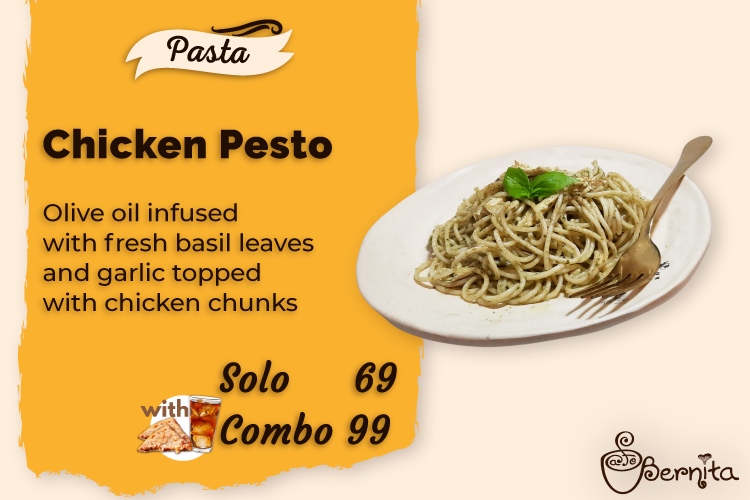 Pasta
Chicken Pesto
Olive oil infused
with fresh basil leaves
and garlic topped
with chicken chunks
Solo 69
with
Combo 99
Cafe Bernita